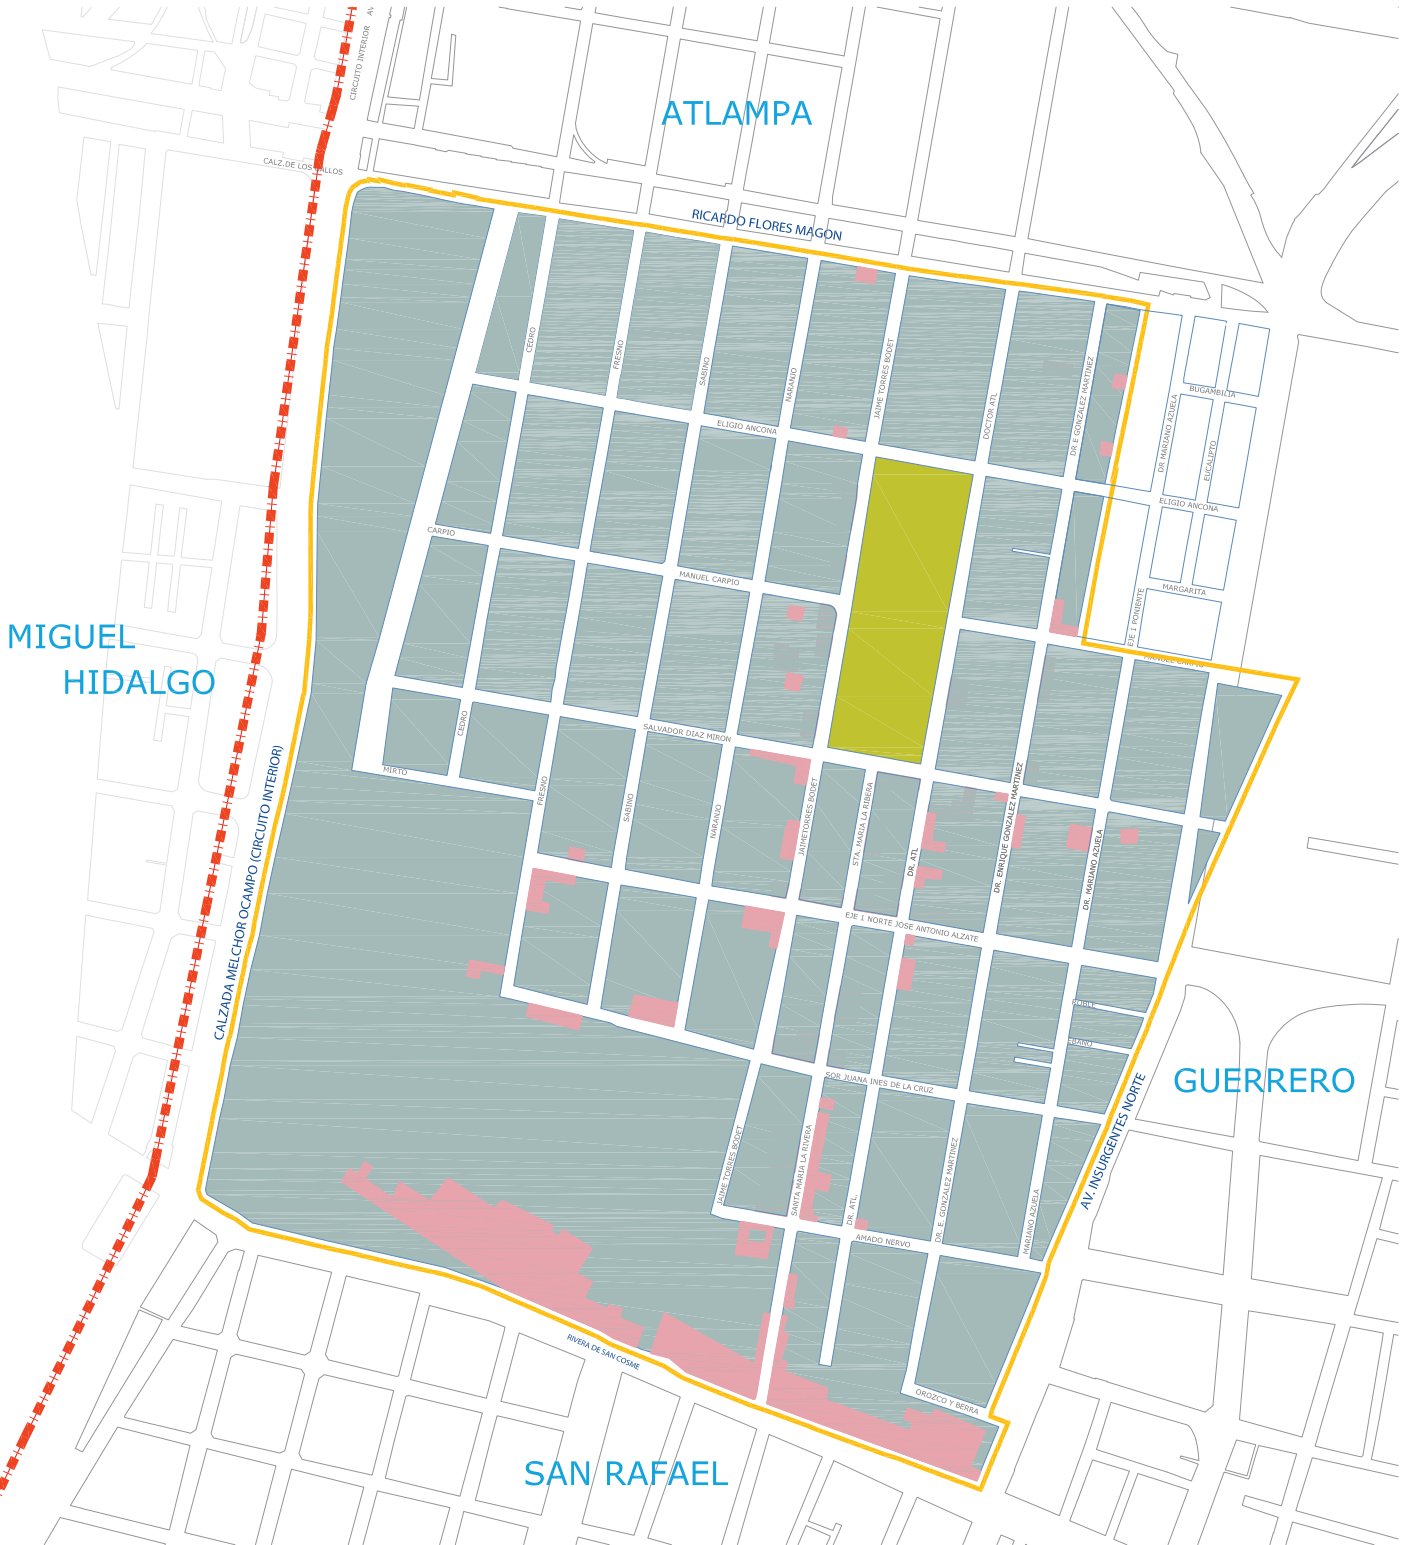 CIRCUITO INTERIOR
AV
ATLAMPA
RICARDO FLORES MAGON
CEDRO
FRESNO
SABINO
NARANJO
JAIME TORRES BODET
DOCTOR ATL
DR. E GONZALEZ MARTINEZ
DR MARIANO AZUELA
BUGAMBILIA
EUCALIPTO
ELIGIO ANCONA
ELIGIO ANCONA
CARPIO
MANUEL CARPIO
MARGARITA
EJE 1 PONIENTE
MANUEL CARPIO
MIGUEL
HIDALGO
SALVADOR DIAZ MIRON
CEDRO
MIRTO
FRESNO
SABINO
NARANJO
JAIMETORRES BODET
STA. MARIA LA RIBERA
DR. ATL
DR. ENRIQUE GONZALEZ MARTINEZ
DR. MARIANO AZUELA
CALZADA MELCHOR OCAMPO (CIRCUITO INTERIOR)
EJE 1 NORTE JOSE ANTONIO ALZATE
ROBLE
EBANO
SOR JUANA INES DE LA CRUZ
GUERRERO
AV. INSURGENTES NORTE
JAIME TORRES BODET
SANTA MARIA LA RIVERA
DR. ATL.
DR. E. GONZALEZ MARTINEZ
MARIANO AZUELA
AMADO NERVO
RIVERA DE SAN COSME
OROZCO Y BERRA
SAN RAFAEL